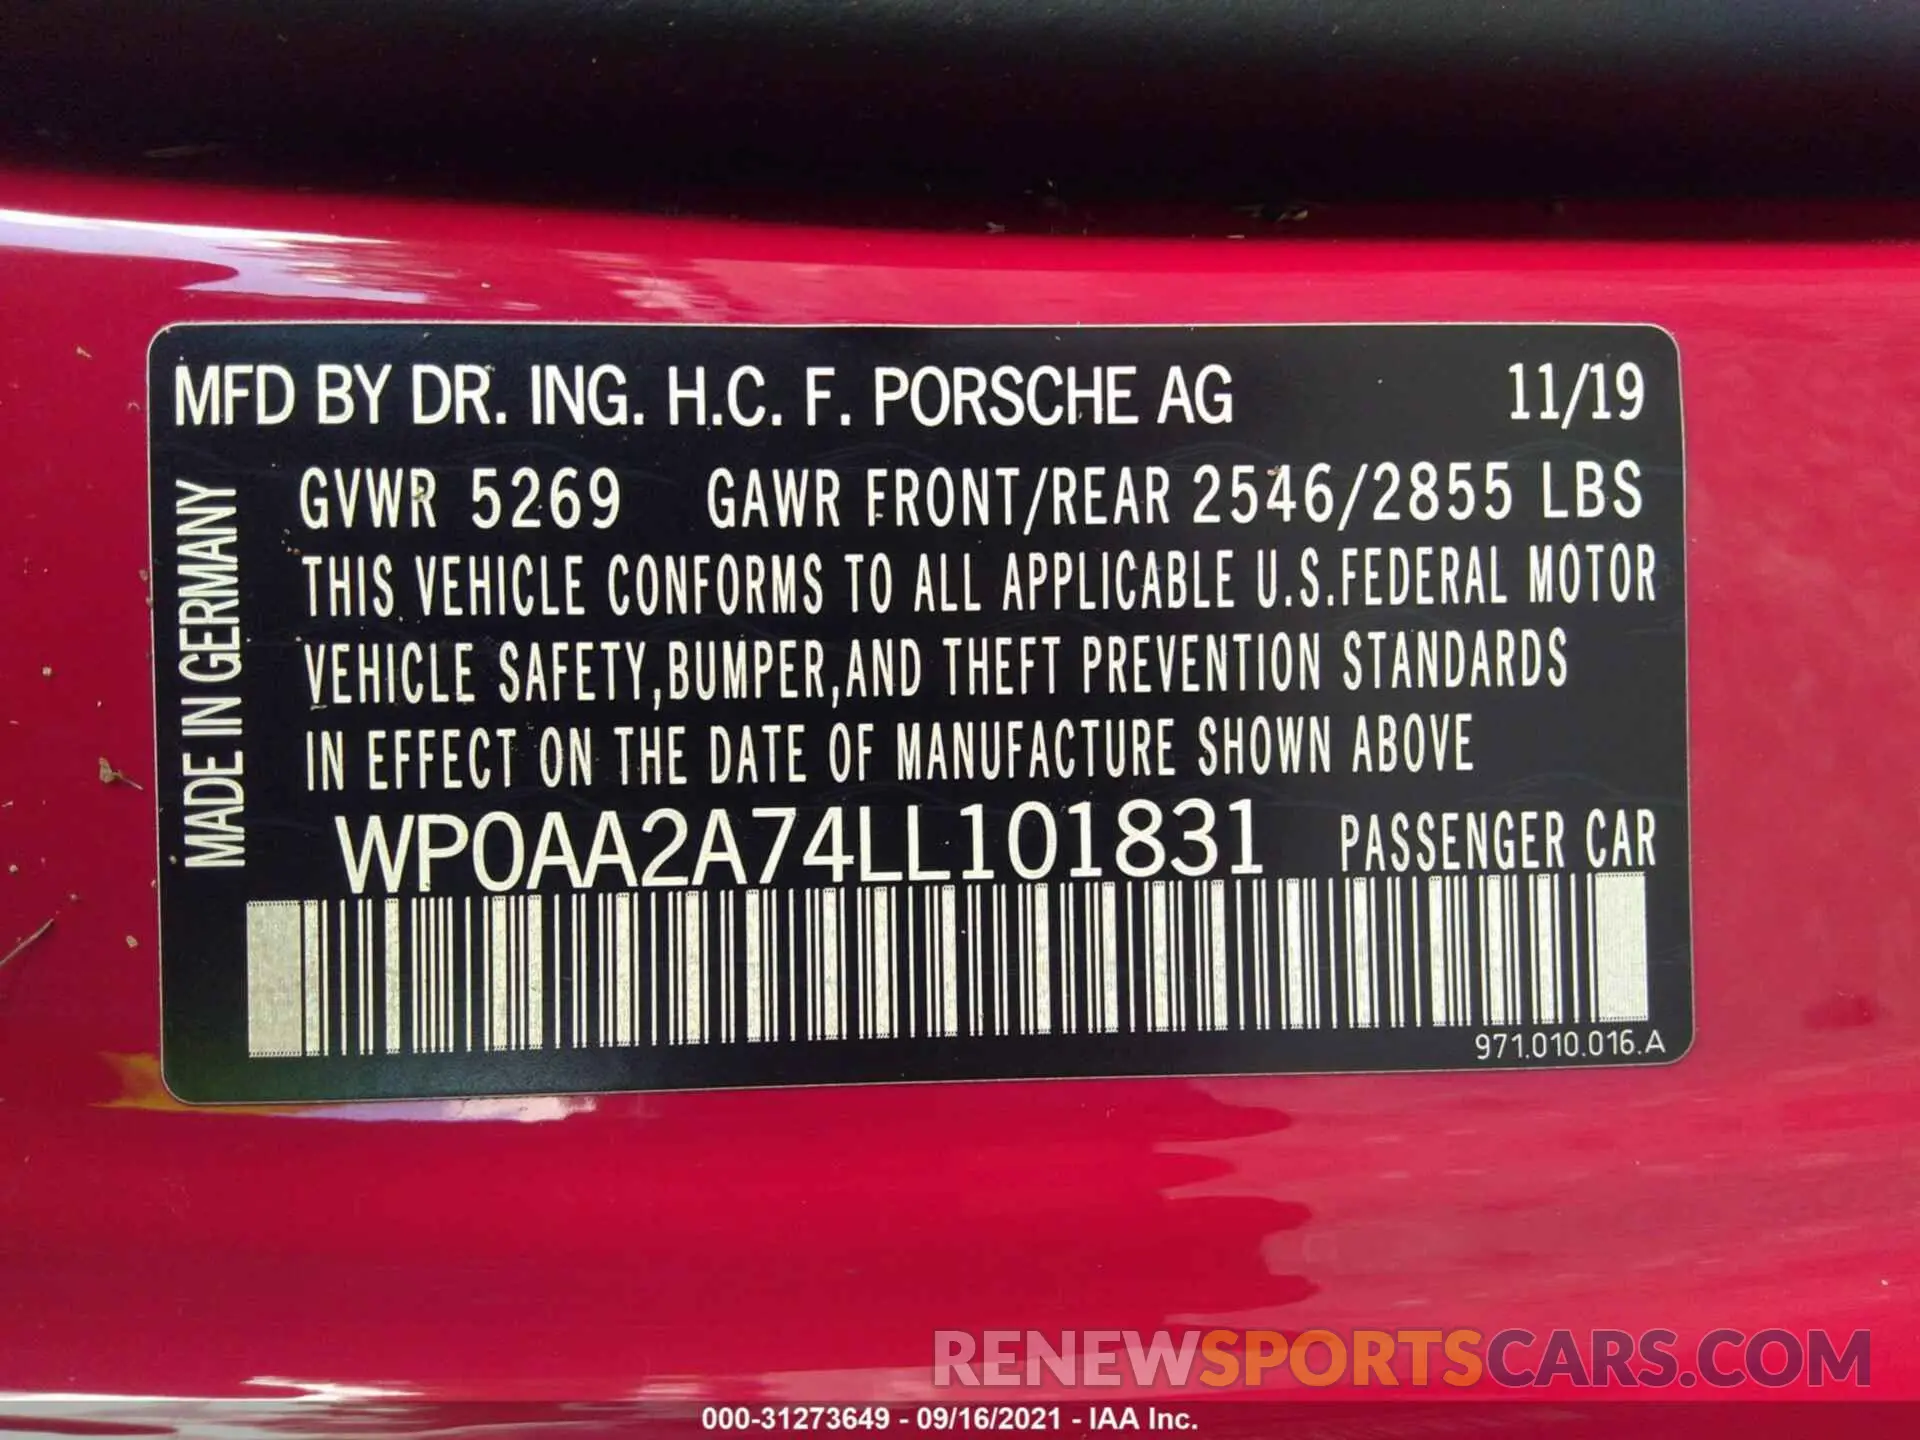 MFD BY DR. ING. H.C. F. PORSCHE AG 11/19
MADE IN GERMANY
GVWR 5269 GAWR FRONT/REAR 2546/2855 LBS
THIS VEHICLE CONFORMS TO ALL APPLICABLE U.S.FEDERAL MOTOR
VEHICLE SAFETY,BUMPER,AND THEFT PREVENTION STANDARDS
IN EFFECT ON THE DATE OF MANUFACTURE SHOWN ABOVE
WP0AA2A74LL101831 PASSENGER CAR
971.010.016.A
RENEWSPORTSCARS.COM
000-31273649 - 09/16/2021 - IAA Inc.